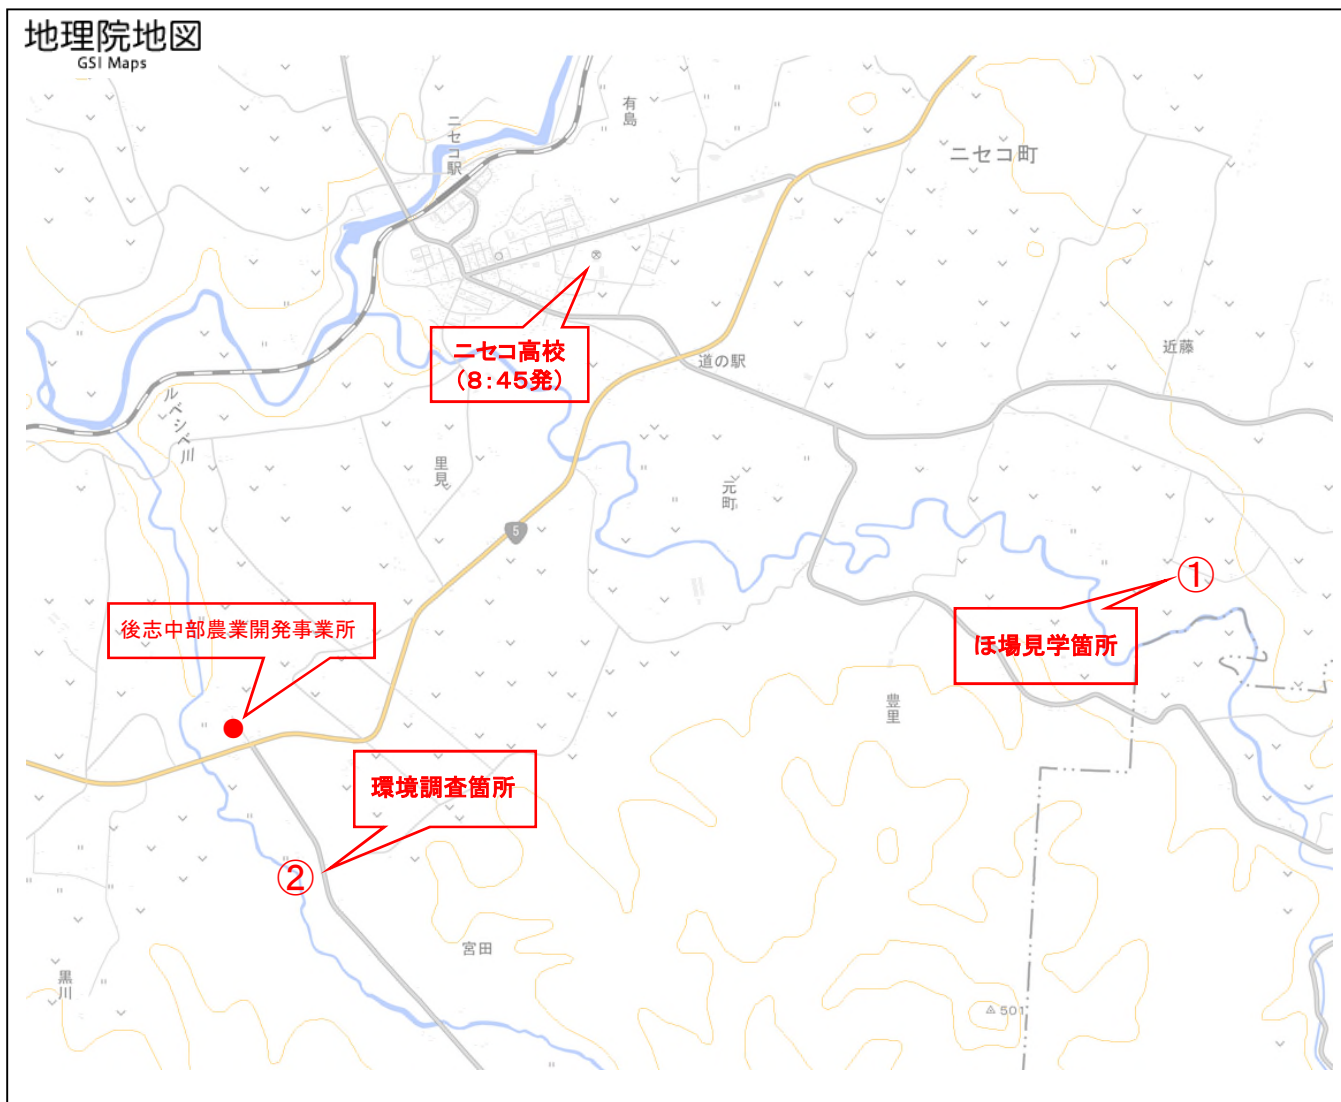 地理院地図
GSI Maps
有島
ニセコ駅
ニセコ町
ニセコ高校
(8:45発)
道の駅
近藤
ルベシベ川
里見
元町
5
①
後志中部農業開発事業所
ほ場見学箇所
豊里
環境調査箇所
②
宮田
黒川
501